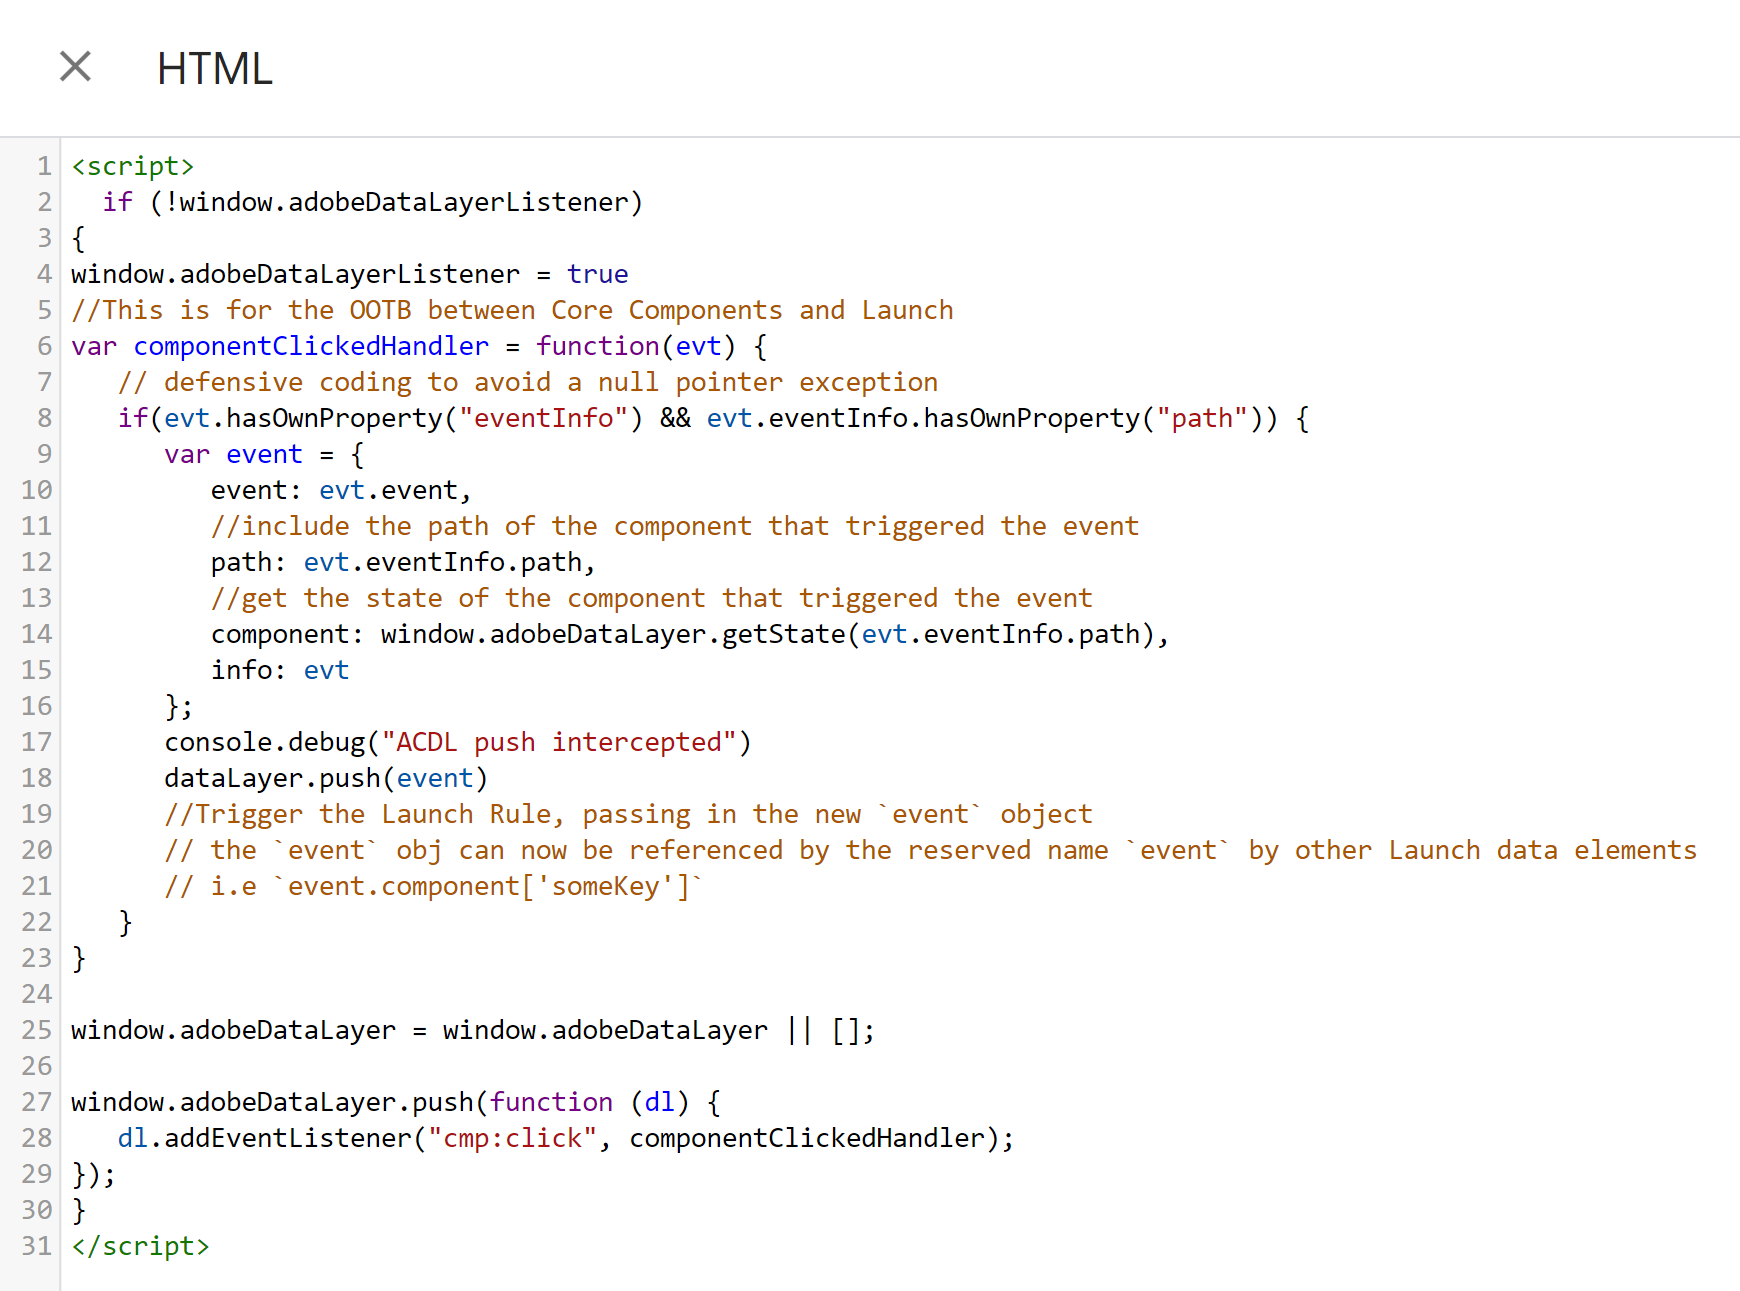 HTML
1 <script>
2   if (!window.adobeDataLayerListener)
3 {
4 window.adobeDataLayerListener = true
5 //This is for the OOTB between Core Components and Launch
6 var componentClickedHandler = function(evt) {
7    // defensive coding to avoid a null pointer exception
8    if(evt.hasOwnProperty("eventInfo") && evt.eventInfo.hasOwnProperty("path")) {
9       var event = {
10          event: evt.event,
11          //include the path of the component that triggered the event
12          path: evt.eventInfo.path,
13          //get the state of the component that triggered the event
14          component: window.adobeDataLayer.getState(evt.eventInfo.path),
15          info: evt
16       };
17       console.debug("ACDL push intercepted")
18       dataLayer.push(event)
19       //Trigger the Launch Rule, passing in the new `event` object
20       // the `event` obj can now be referenced by the reserved name `event` by other Launch data elements
21       // i.e `event.component['someKey']`
22    }
23 }
24
25 window.adobeDataLayer = window.adobeDataLayer || [];
26
27 window.adobeDataLayer.push(function (dl) {
28    dl.addEventListener("cmp:click", componentClickedHandler);
29 });
30 }
31 </script>